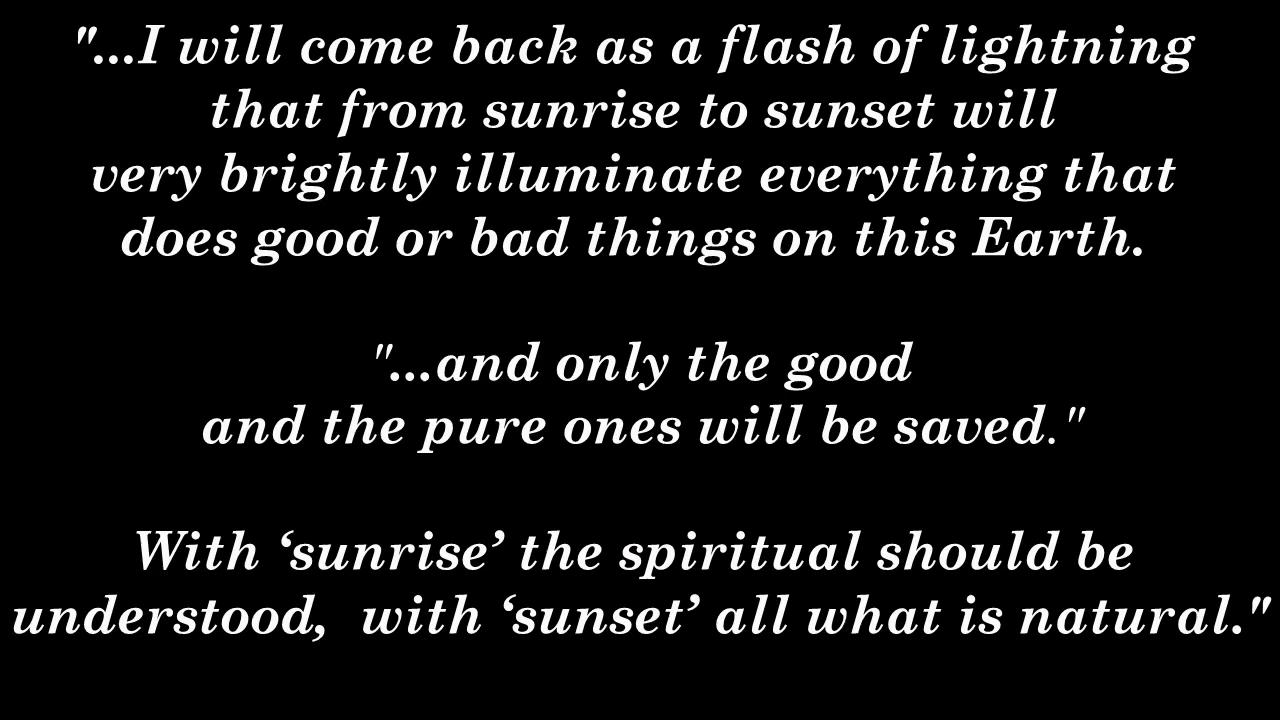 "...I will come back as a flash of lightning
that from sunrise to sunset will
very brightly illuminate everything that
does good or bad things on this Earth.
"...and only the good
and the pure ones will be saved."
With ‘sunrise’ the spiritual should be
understood,  with ‘sunset’ all what is natural."